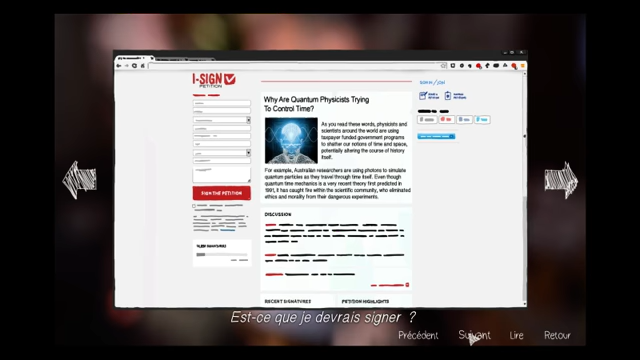 I-SIGN
PETITION
Why Are Quantum Physicists Trying
To Control Time?
As you read these words, physicists and
scientists around the world are using
taxpayer funded government programs
to shelter our notions of time and space,
potentially altering the course of history
itself.
For example, Australian researchers are using photons to simulate
quantum particles as they travel through time itself. Even though
quantum time mechanics is a very recent theory first predicted in
1991, it has caught fire within the scientific community, who eliminated
ethics and morality from their dangerous experiments.
SIGN THE PETITION
DISCUSSION
RECENT SIGNATURES
PETITION HIGHLIGHTS
Est-ce que je devrais signer ?
Précédent
Suivant
Lire
Retour